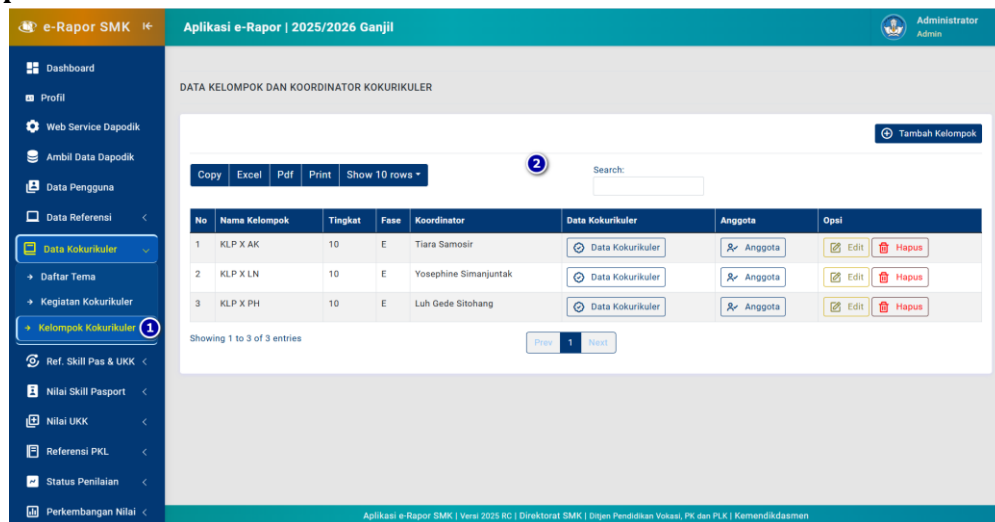 e-Rapor SMK
Aplikasi e-Rapor | 2025/2026 Ganjil
Administrator
Admin
Dashboard
Profil
Web Service Dapodik
Ambil Data Dapodik
Data Pengguna
Data Referensi
Data Kokurikuler
Daftar Tema
Kegiatan Kokurikuler
Kelompok Kokurikuler 1
Ref. Skill Pas & UKK
Nilai Skill Pasport
Nilai UKK
Referensi PKL
Status Penilaian
Perkembangan Nilai
DATA KELOMPOK DAN KOORDINATOR KOKURIKULER
Tambah Kelompok
2
Copy Excel Pdf Print Show 10 rows
Search:
No Nama Kelompok Tingkat Fase Koordinator Data Kokurikuler Anggota Opsi
1 KLP X AK 10 E Tiara Samosir Data Kokurikuler Anggota Edit Hapus
2 KLP X LN 10 E Yosephine Simanjuntak Data Kokurikuler Anggota Edit Hapus
3 KLP X PH 10 E Luh Gede Sitohang Data Kokurikuler Anggota Edit Hapus
Showing 1 to 3 of 3 entries
Prev 1 Next
Aplikasi e-Rapor SMK | Versi 2025 RC | Direktorat SMK | Ditjen Pendidikan Vokasi, PK dan PLK | Kemendikdasmen